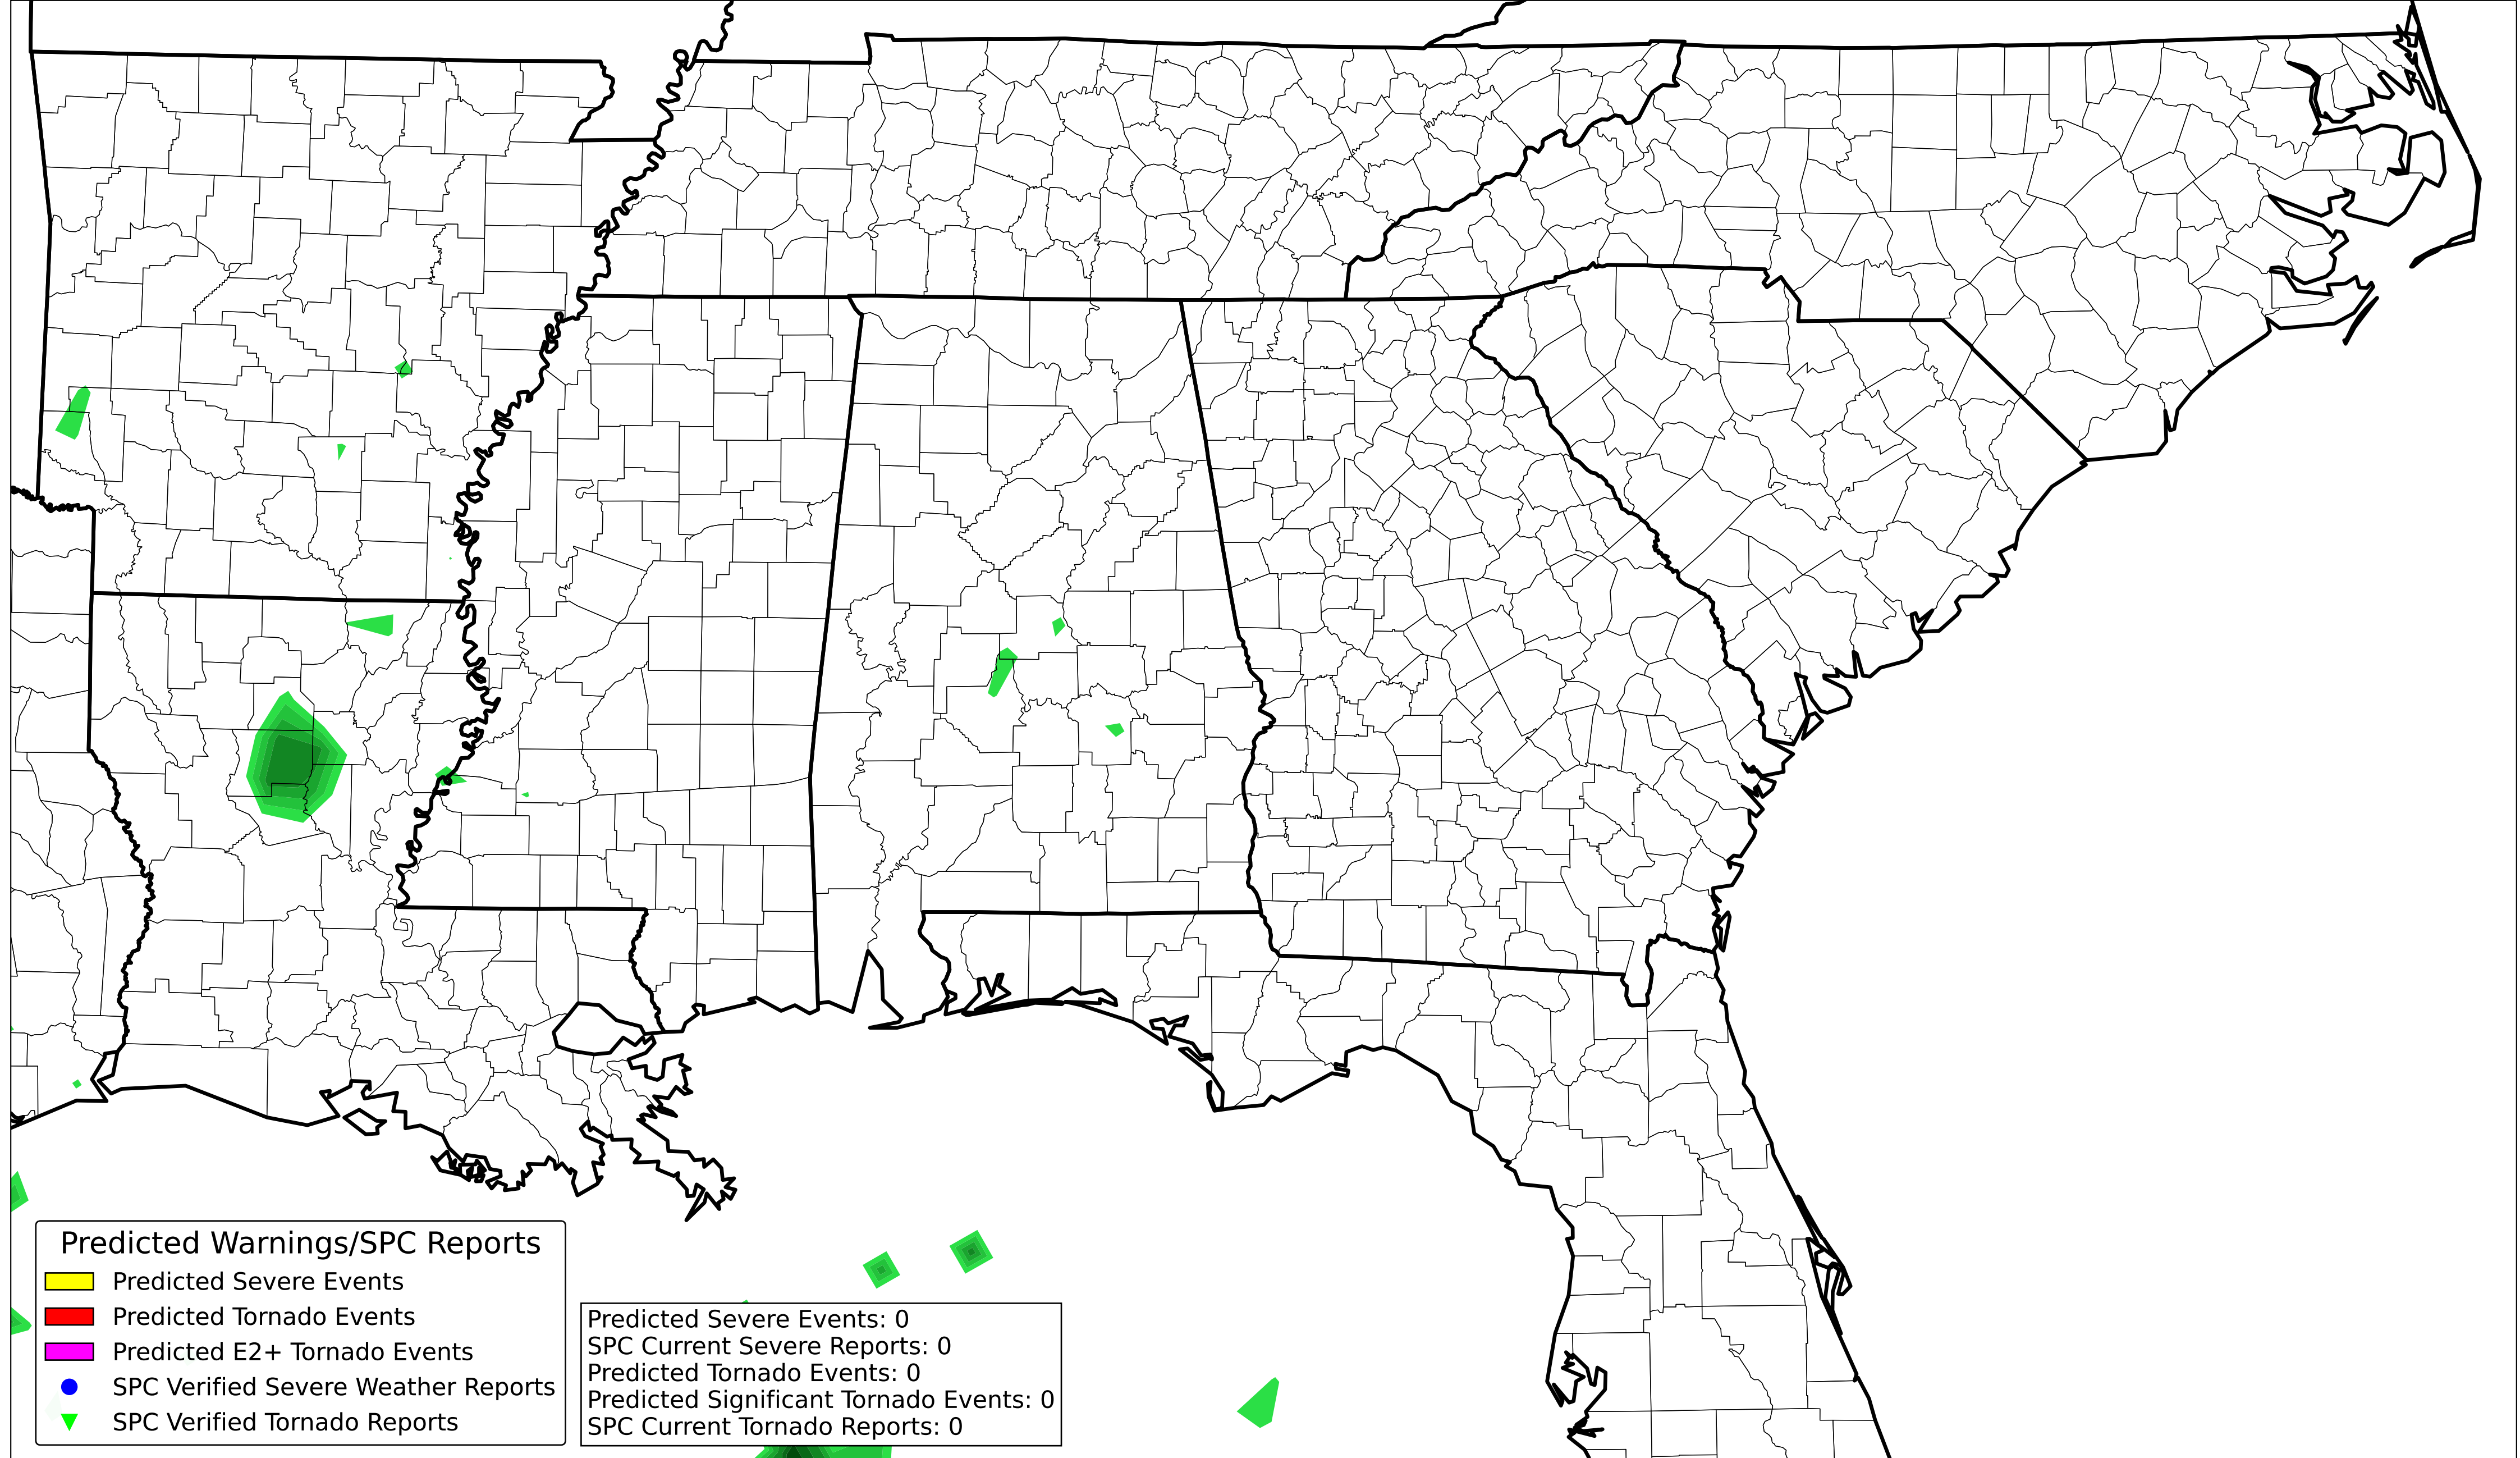 Predicted Warnings/SPC Reports
Predicted Severe Events
Predicted Tornado Events
Predicted E2+ Tornado Events
SPC Verified Severe Weather Reports
SPC Verified Tornado Reports
Predicted Severe Events: 0
SPC Current Severe Reports: 0
Predicted Tornado Events: 0
Predicted Significant Tornado Events: 0
SPC Current Tornado Reports: 0